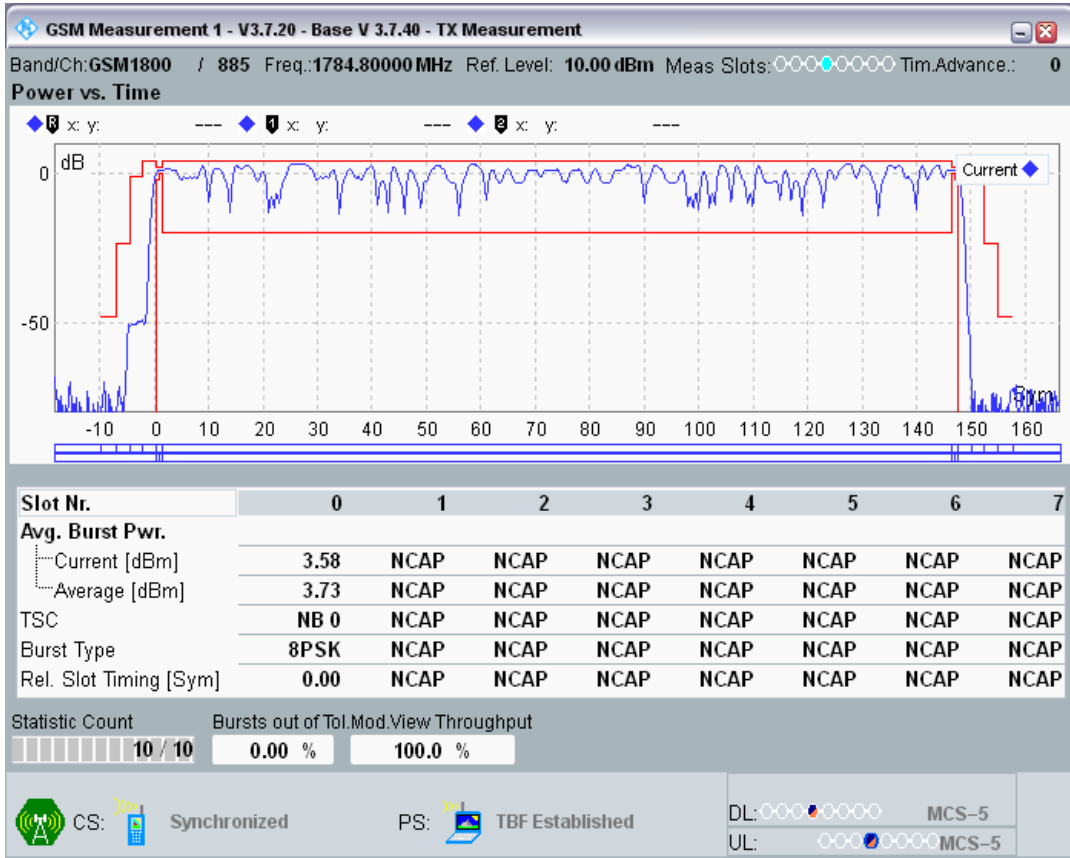 GSM Measurement 1 - V3.7.20 - Base V 3.7.40 - TX Measurement
Band/Ch:GSM1800 / 885 Freq.:1784.80000 MHz Ref. Level: 10.00 dBm Meas Slots: Tim.Advance.: 0
Power vs. Time
R x: y: --- 1 x: y: --- 2 x: y: ---
dB
Current
0
-50
Sym
-10 0 10 20 30 40 50 60 70 80 90 100 110 120 130 140 150 160
Slot Nr. 0 1 2 3 4 5 6 7
Avg. Burst Pwr.
Current [dBm] 3.58 NCAP NCAP NCAP NCAP NCAP NCAP NCAP
Average [dBm] 3.73 NCAP NCAP NCAP NCAP NCAP NCAP NCAP
TSC NB 0 NCAP NCAP NCAP NCAP NCAP NCAP NCAP
Burst Type 8PSK NCAP NCAP NCAP NCAP NCAP NCAP NCAP
Rel. Slot Timing [Sym] 0.00 NCAP NCAP NCAP NCAP NCAP NCAP NCAP
Statistic Count Bursts out of Tol.Mod.View Throughput
10 / 10 0.00 % 100.0 %
CS: Synchronized PS: TBF Established
DL: MCS-5
UL: MCS-5